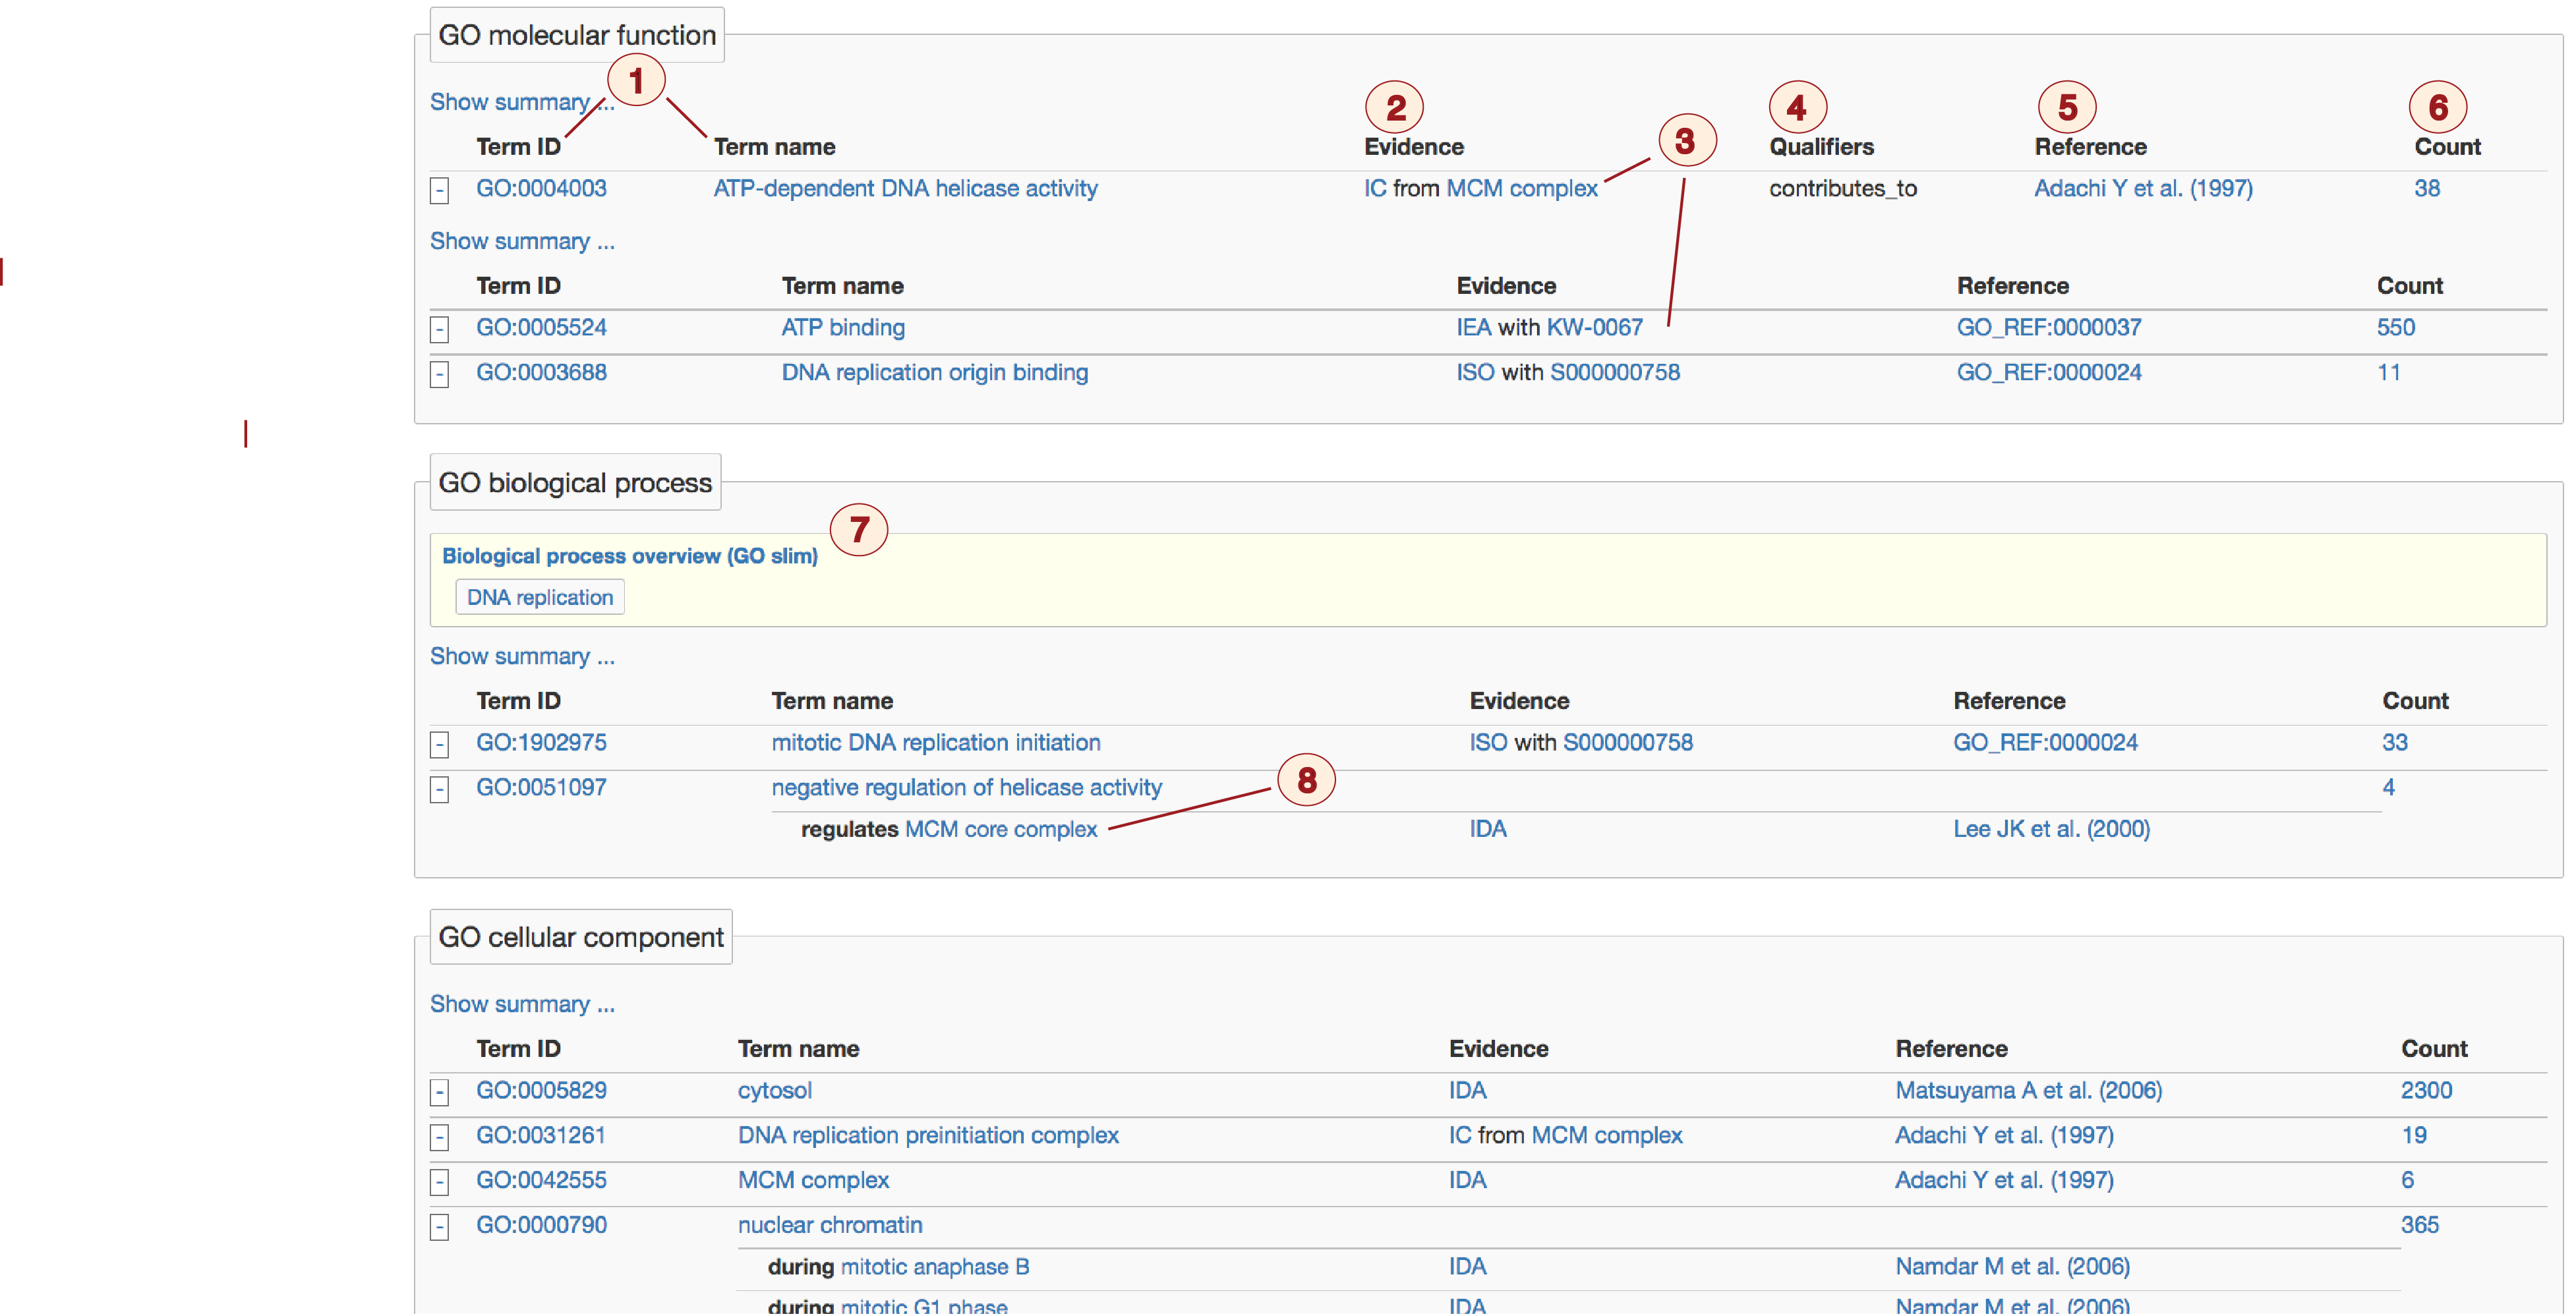 GO molecular function
1
Show summary ...
2 4 5 6
3
Term ID Term name Evidence Qualifiers Reference Count
- GO:0004003 ATP-dependent DNA helicase activity IC from MCM complex contributes_to Adachi Y et al. (1997) 38
Show summary ...
Term ID Term name Evidence Reference Count
- GO:0005524 ATP binding IEA with KW-0067 GO_REF:0000037 550
- GO:0003688 DNA replication origin binding ISO with S000000758 GO_REF:0000024 11
GO biological process
7
Biological process overview (GO slim)
DNA replication
Show summary ...
Term ID Term name Evidence Reference Count
- GO:1902975 mitotic DNA replication initiation ISO with S000000758 GO_REF:0000024 33
8
- GO:0051097 negative regulation of helicase activity 4
regulates MCM core complex IDA Lee JK et al. (2000)
GO cellular component
Show summary ...
Term ID Term name Evidence Reference Count
- GO:0005829 cytosol IDA Matsuyama A et al. (2006) 2300
- GO:0031261 DNA replication preinitiation complex IC from MCM complex Adachi Y et al. (1997) 19
- GO:0042555 MCM complex IDA Adachi Y et al. (1997) 6
- GO:0000790 nuclear chromatin 365
during mitotic anaphase B IDA Namdar M et al. (2006)
during mitotic G1 phase IDA Namdar M et al. (2006)